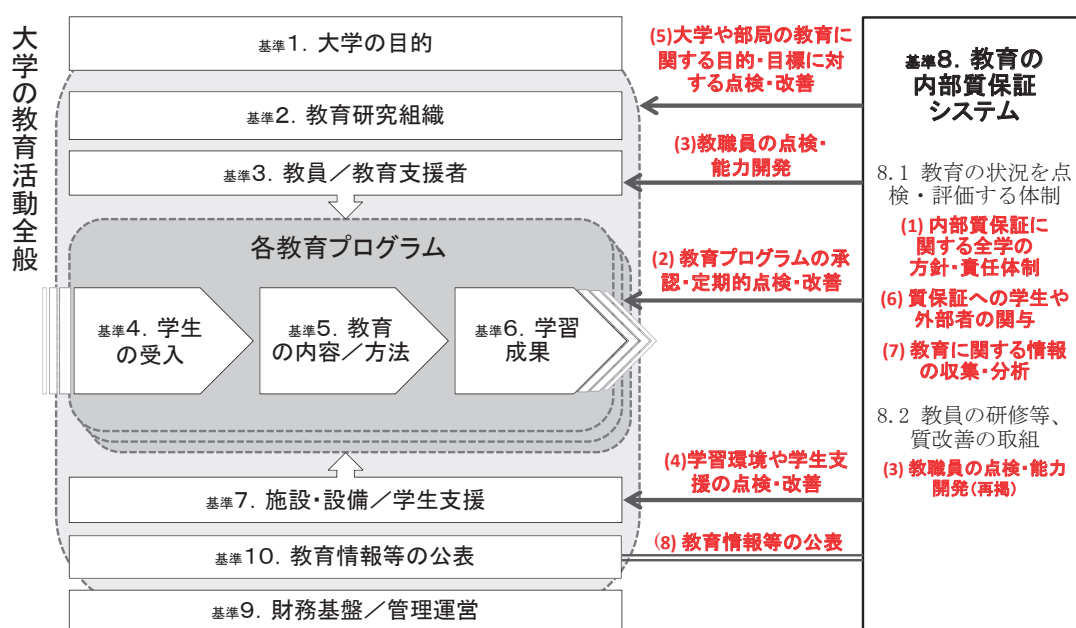 大学の教育活動全般
基準1. 大学の目的
基準2. 教育研究組織
基準3. 教員／教育支援者
各教育プログラム
基準4. 学生
の受入
基準5. 教育
の内容／方法
基準6. 学習
成果
基準7. 施設・設備／学生支援
基準10. 教育情報等の公表
基準9. 財務基盤／管理運営
(5)大学や部局の教育に
関する目的・目標に対
する点検・改善
(3)教職員の点検・
能力開発
(2) 教育プログラムの承
認・定期的点検・改善
(4)学習環境や学生支
援の点検・改善
(8) 教育情報等の公表
基準8. 教育の
内部質保証
システム
8.1 教育の状況を点
検・評価する体制
(1) 内部質保証に
関する全学の
方針・責任体制
(6) 質保証への学生や
外部者の関与
(7) 教育に関する情報
の収集・分析
8.2 教員の研修等、
質改善の取組
(3) 教職員の点検・能力
開発(再掲)